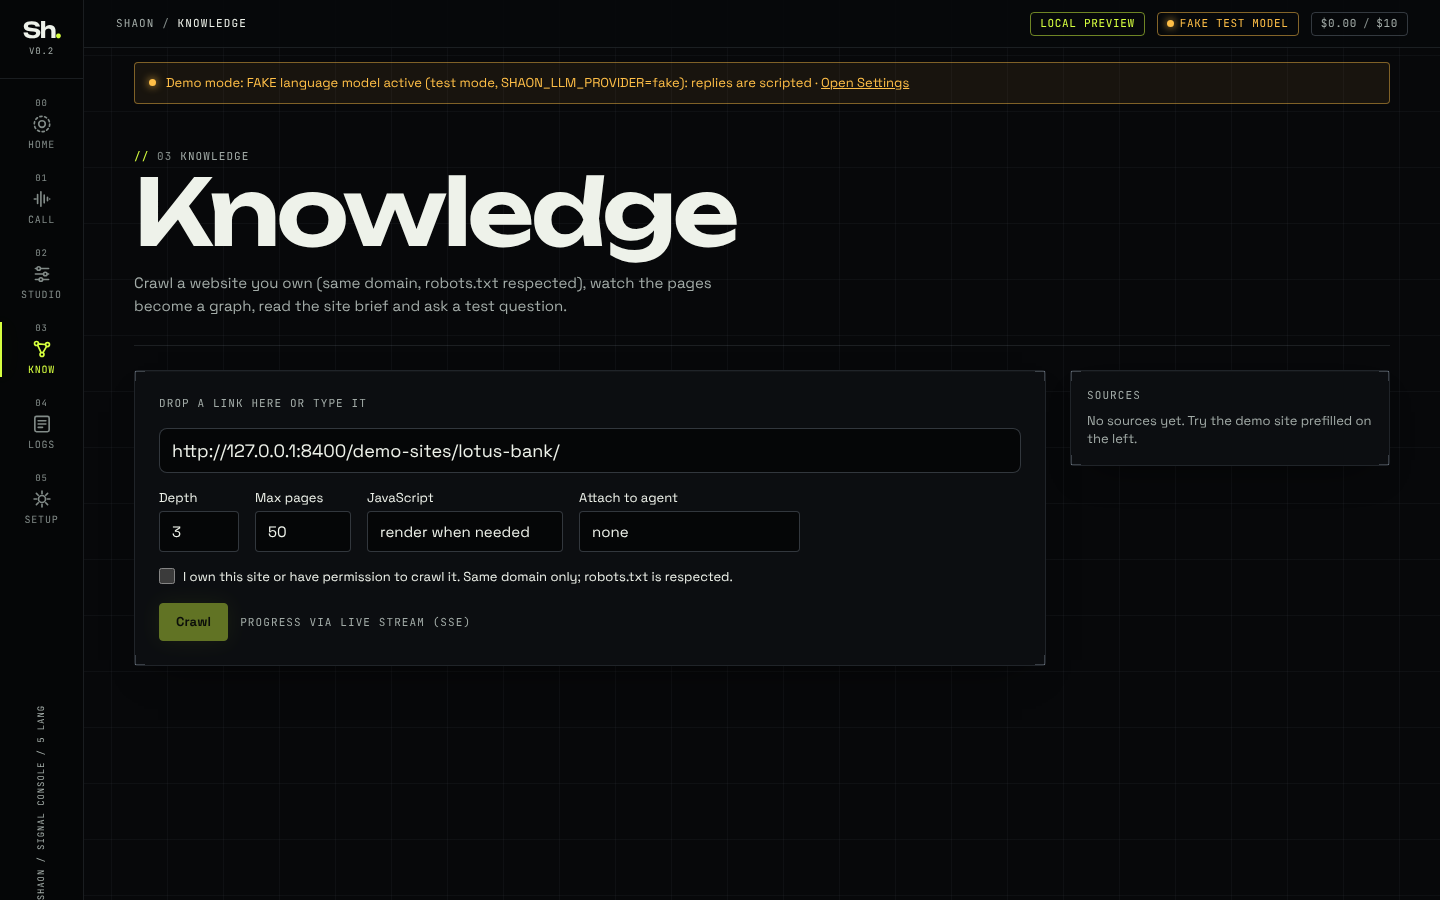 Sh.
V0.2
00
HOME
01
CALL
02
STUDIO
03
KNOW
04
LOGS
05
SETUP
SHAON / SIGNAL CONSOLE / 5 LANG
SHAON / KNOWLEDGE
LOCAL PREVIEW
FAKE TEST MODEL
$0.00 / $10
Demo mode: FAKE language model active (test mode, SHAON_LLM_PROVIDER=fake): replies are scripted · Open Settings
// 03 KNOWLEDGE
Knowledge
Crawl a website you own (same domain, robots.txt respected), watch the pages
become a graph, read the site brief and ask a test question.
DROP A LINK HERE OR TYPE IT
http://127.0.0.1:8400/demo-sites/lotus-bank/
Depth
Max pages
JavaScript
Attach to agent
3
50
render when needed
none
I own this site or have permission to crawl it. Same domain only; robots.txt is respected.
Crawl
PROGRESS VIA LIVE STREAM (SSE)
SOURCES
No sources yet. Try the demo site prefilled on
the left.